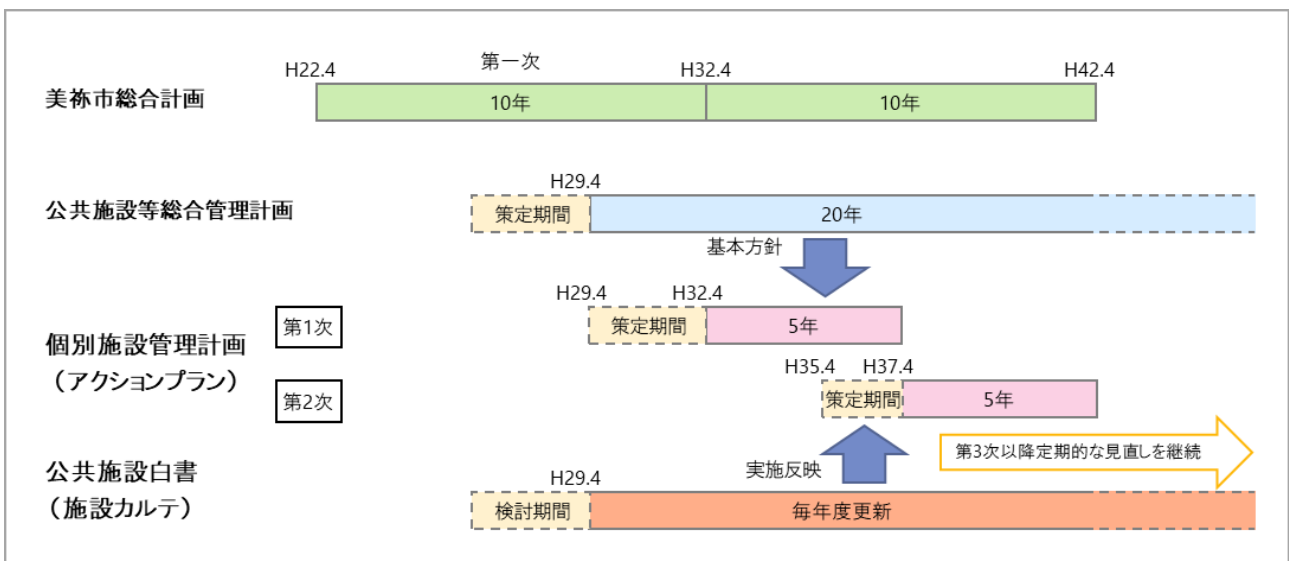 第一次
H22.4 H32.4 H42.4
美祢市総合計画
10年 10年
H29.4
公共施設等総合管理計画
策定期間 20年
基本方針
H29.4 H32.4
第1次 策定期間 5年
個別施設管理計画
（アクションプラン）
H35.4 H37.4
第2次 策定期間 5年
第3次以降定期的な見直しを継続
実施反映
公共施設白書
（施設カルテ）
H29.4
検討期間 毎年度更新